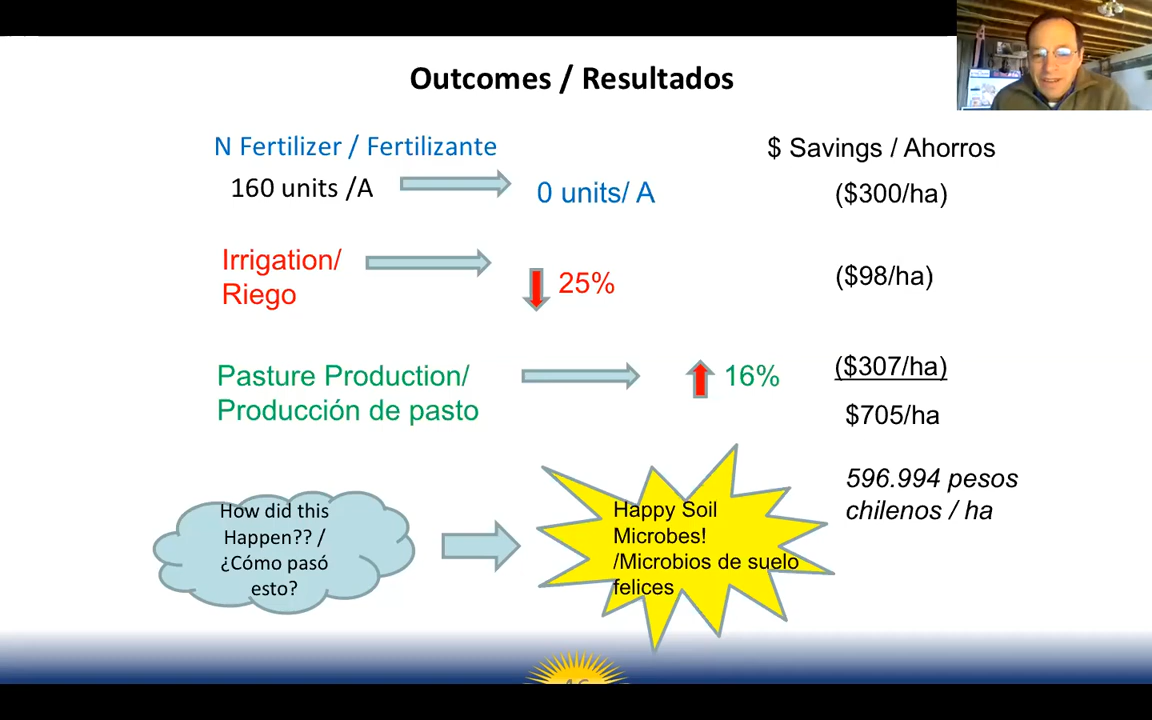 Outcomes / Resultados
N Fertilizer / Fertilizante
$ Savings / Ahorros
160 units /A
0 units/ A
($300/ha)
Irrigation/
Riego
25%
($98/ha)
Pasture Production/
Producción de pasto
16%
($307/ha)
$705/ha
596.994 pesos
chilenos / ha
How did this
Happen?? /
¿Cómo pasó
esto?
Happy Soil
Microbes!
/Microbios de suelo
felices